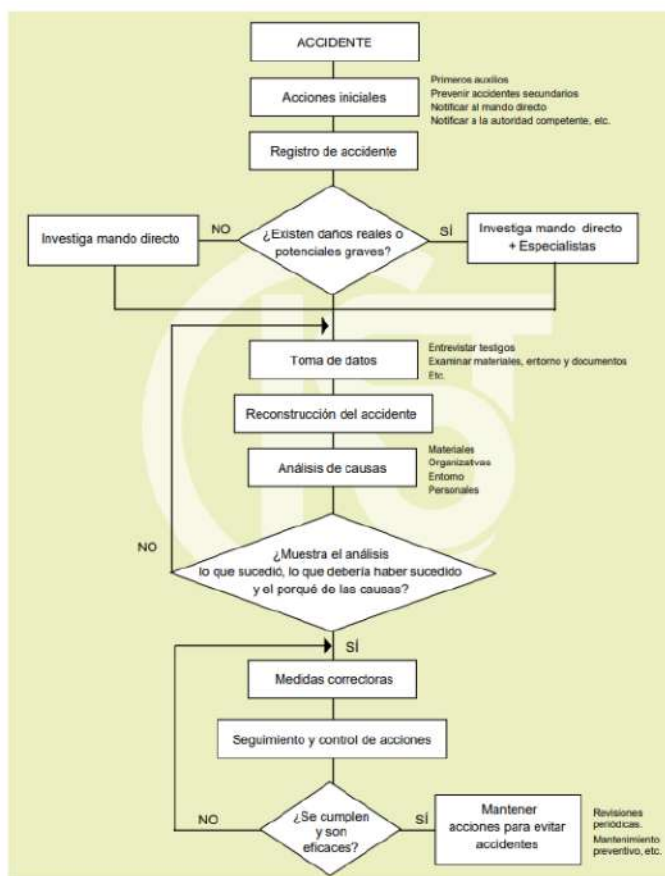 ACCIDENTE
Acciones iniciales
Primeros auxilios
Prevenir accidentes secundarios
Notificar al mando directo
Notificar a la autoridad competente, etc.
Registro de accidente
¿Existen daños reales o
potenciales graves?
NO
Investiga mando directo
SÍ
Investiga mando directo
+ Especialistas
Toma de datos
Entrevistar testigos
Examinar materiales, entorno y documentos
Etc.
Reconstrucción del accidente
Análisis de causas
Materiales
Organizativas
Entorno
Personales
¿Muestra el análisis
lo que sucedió, lo que debería haber sucedido
y el porqué de las causas?
NO
SÍ
Medidas correctoras
Seguimiento y control de acciones
¿Se cumplen
y son
eficaces?
NO
SÍ
Mantener
acciones para evitar
accidentes
Revisiones
periódicas.
Mantenimiento
preventivo, etc.